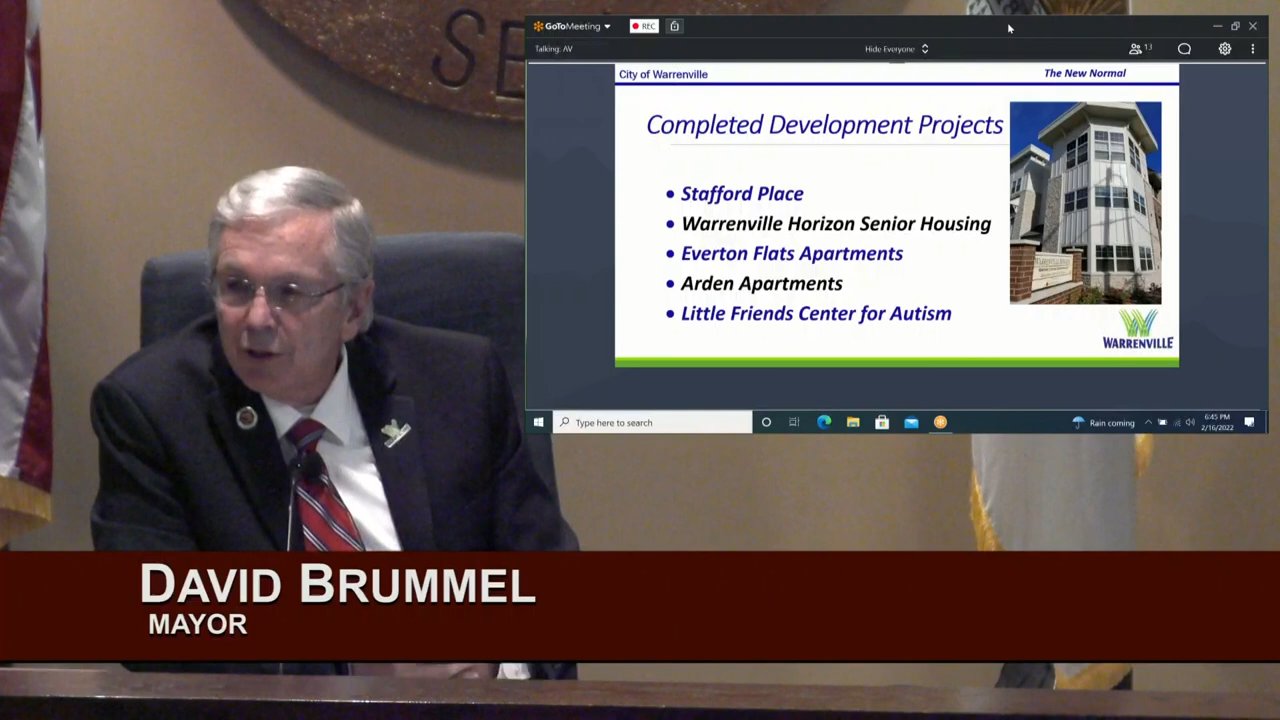 SE
GoToMeeting
REC
Talking: AV
Hide Everyone
13
City of Warrenville
The New Normal
Completed Development Projects
• Stafford Place
• Warrenville Horizon Senior Housing
• Everton Flats Apartments
• Arden Apartments
• Little Friends Center for Autism
WARRENVILLE
Type here to search
Rain coming
6:45 PM
2/16/2022
DAVID BRUMMEL
MAYOR